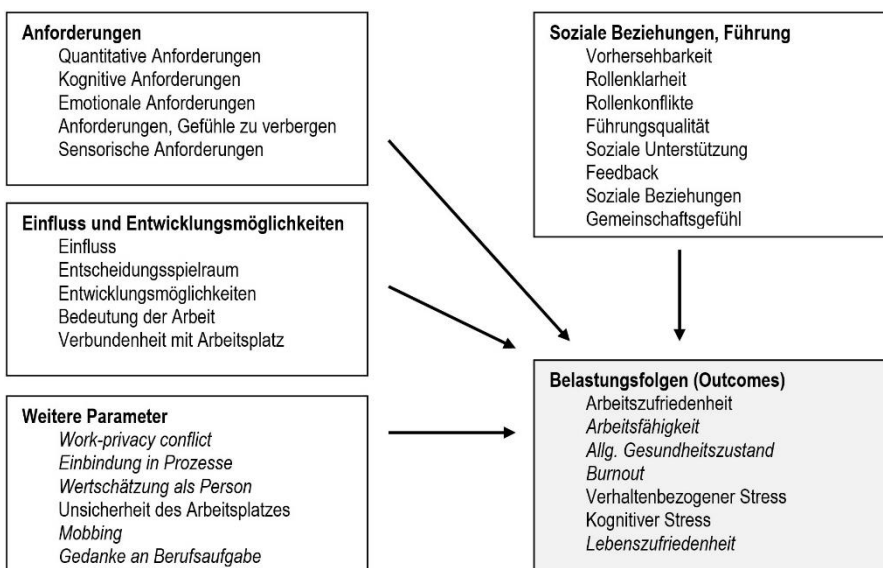 Anforderungen
Quantitative Anforderungen
Kognitive Anforderungen
Emotionale Anforderungen
Anforderungen, Gefühle zu verbergen
Sensorische Anforderungen
Einfluss und Entwicklungsmöglichkeiten
Einfluss
Entscheidungsspielraum
Entwicklungsmöglichkeiten
Bedeutung der Arbeit
Verbundenheit mit Arbeitsplatz
Weitere Parameter
Work-privacy conflict
Einbindung in Prozesse
Wertschätzung als Person
Unsicherheit des Arbeitsplatzes
Mobbing
Gedanke an Berufsaufgabe
Soziale Beziehungen, Führung
Vorhersehbarkeit
Rollenklarheit
Rollenkonflikte
Führungsqualität
Soziale Unterstützung
Feedback
Soziale Beziehungen
Gemeinschaftsgefühl
Belastungsfolgen (Outcomes)
Arbeitszufriedenheit
Arbeitsfähigkeit
Allg. Gesundheitszustand
Burnout
Verhaltenbezogener Stress
Kognitiver Stress
Lebenszufriedenheit